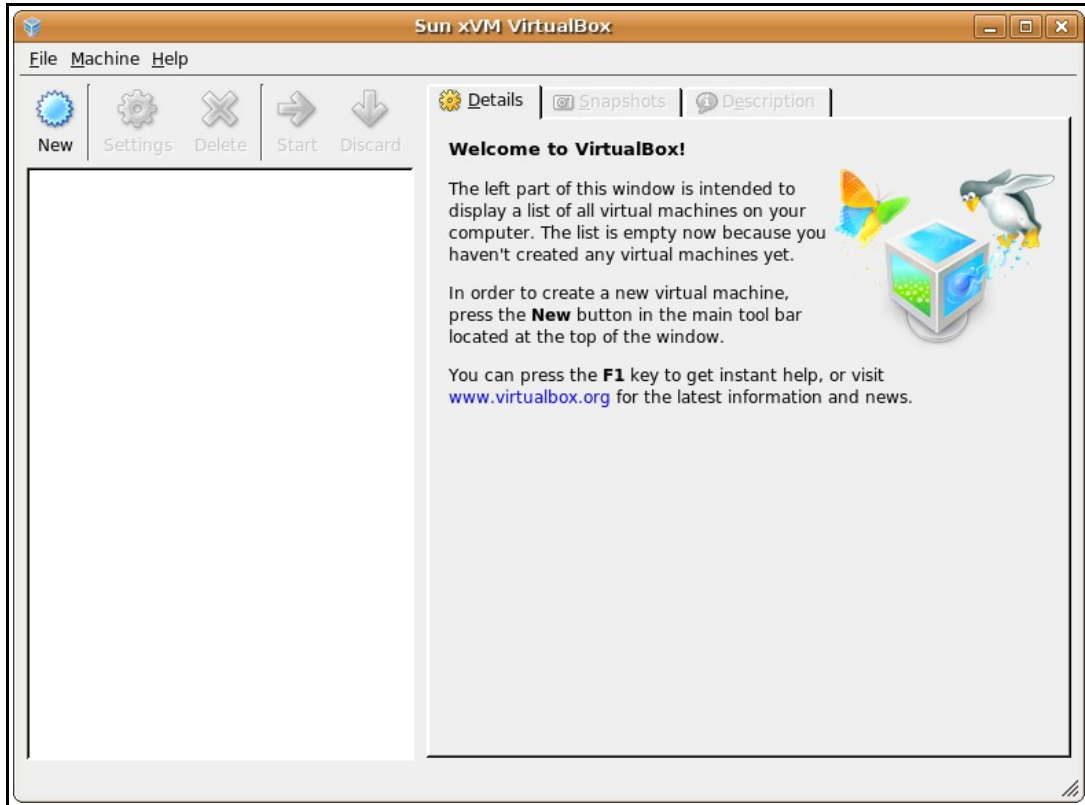 Sun xVM VirtualBox
File Machine Help
New Settings Delete Start Discard
Details Snapshots Description
Welcome to VirtualBox!
The left part of this window is intended to
display a list of all virtual machines on your
computer. The list is empty now because you
haven't created any virtual machines yet.
In order to create a new virtual machine,
press the New button in the main tool bar
located at the top of the window.
You can press the F1 key to get instant help, or visit
www.virtualbox.org for the latest information and news.